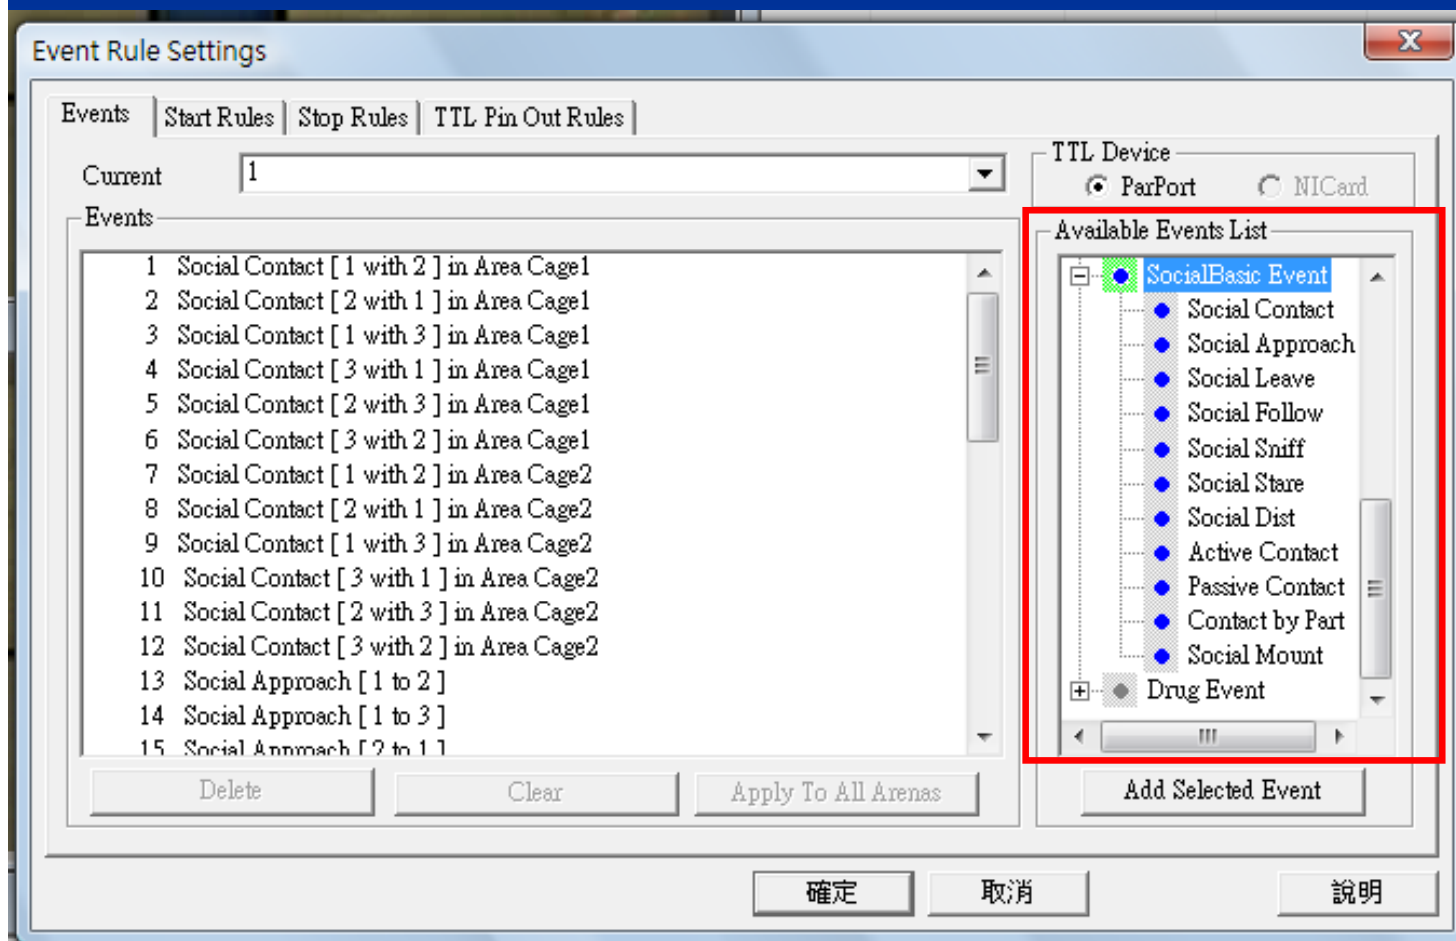 Event Rule Settings
Events
Start Rules
Stop Rules
TTL Pin Out Rules
Current
1
TTL Device
ParPort
NICard
Events
1 Social Contact [ 1 with 2 ] in Area Cage1
2 Social Contact [ 2 with 1 ] in Area Cage1
3 Social Contact [ 1 with 3 ] in Area Cage1
4 Social Contact [ 3 with 1 ] in Area Cage1
5 Social Contact [ 2 with 3 ] in Area Cage1
6 Social Contact [ 3 with 2 ] in Area Cage1
7 Social Contact [ 1 with 2 ] in Area Cage2
8 Social Contact [ 2 with 1 ] in Area Cage2
9 Social Contact [ 1 with 3 ] in Area Cage2
10 Social Contact [ 3 with 1 ] in Area Cage2
11 Social Contact [ 2 with 3 ] in Area Cage2
12 Social Contact [ 3 with 2 ] in Area Cage2
13 Social Approach [ 1 to 2 ]
14 Social Approach [ 1 to 3 ]
15 Social Approach [ 2 to 1 ]
Delete
Clear
Apply To All Arenas
Available Events List
SocialBasic Event
Social Contact
Social Approach
Social Leave
Social Follow
Social Sniff
Social Stare
Social Dist
Active Contact
Passive Contact
Contact by Part
Social Mount
Drug Event
Add Selected Event
確定
取消
說明